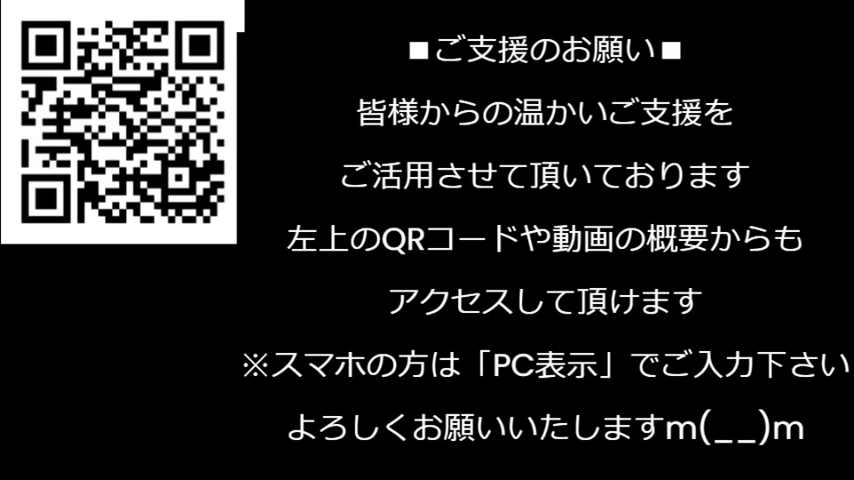 ■ご支援のお願い■
皆様からの温かいご支援を
ご活用させて頂いております
左上のQRコードや動画の概要からも
アクセスして頂けます
※スマホの方は「PC表示」でご入力下さい
よろしくお願いいたしますm(__)m